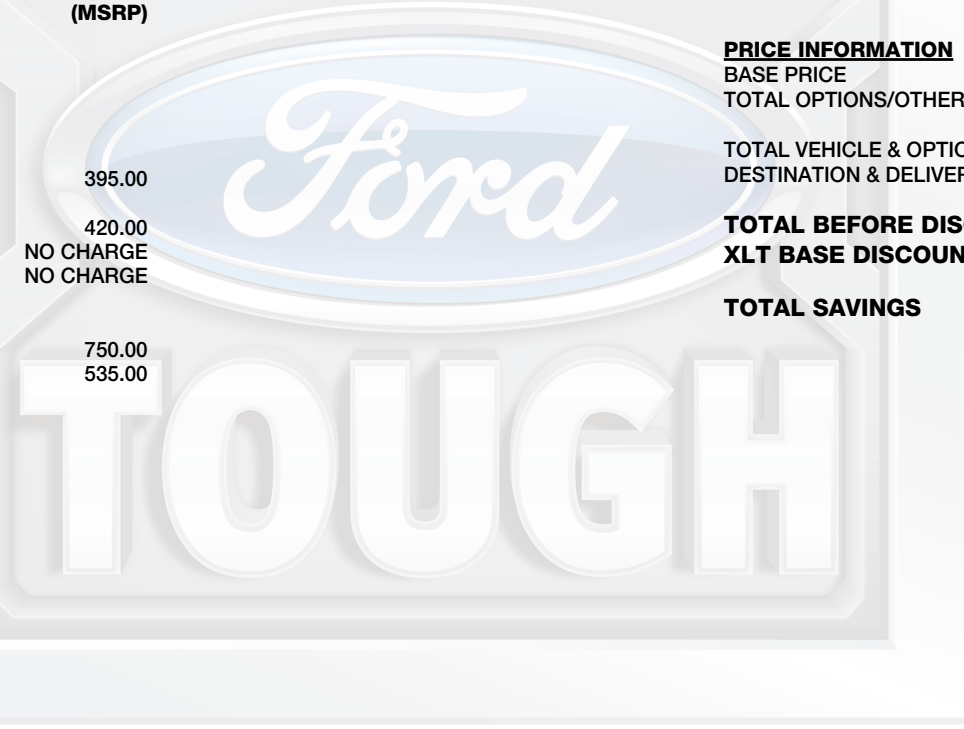 (MSRP)
395.00
420.00
NO CHARGE
NO CHARGE
750.00
535.00
PRICE INFORMATION
BASE PRICE
TOTAL OPTIONS/OTHER
TOTAL VEHICLE & OPTIO
DESTINATION & DELIVER
TOTAL BEFORE DIS
XLT BASE DISCOUN
TOTAL SAVINGS
Ford
TOUGH